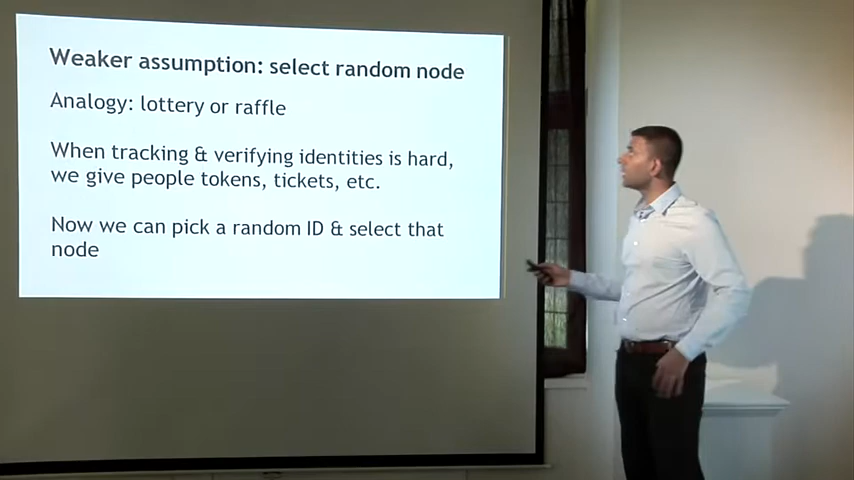 Weaker assumption: select random node
Analogy: lottery or raffle
When tracking & verifying identities is hard,
we give people tokens, tickets, etc.
Now we can pick a random ID & select that
node